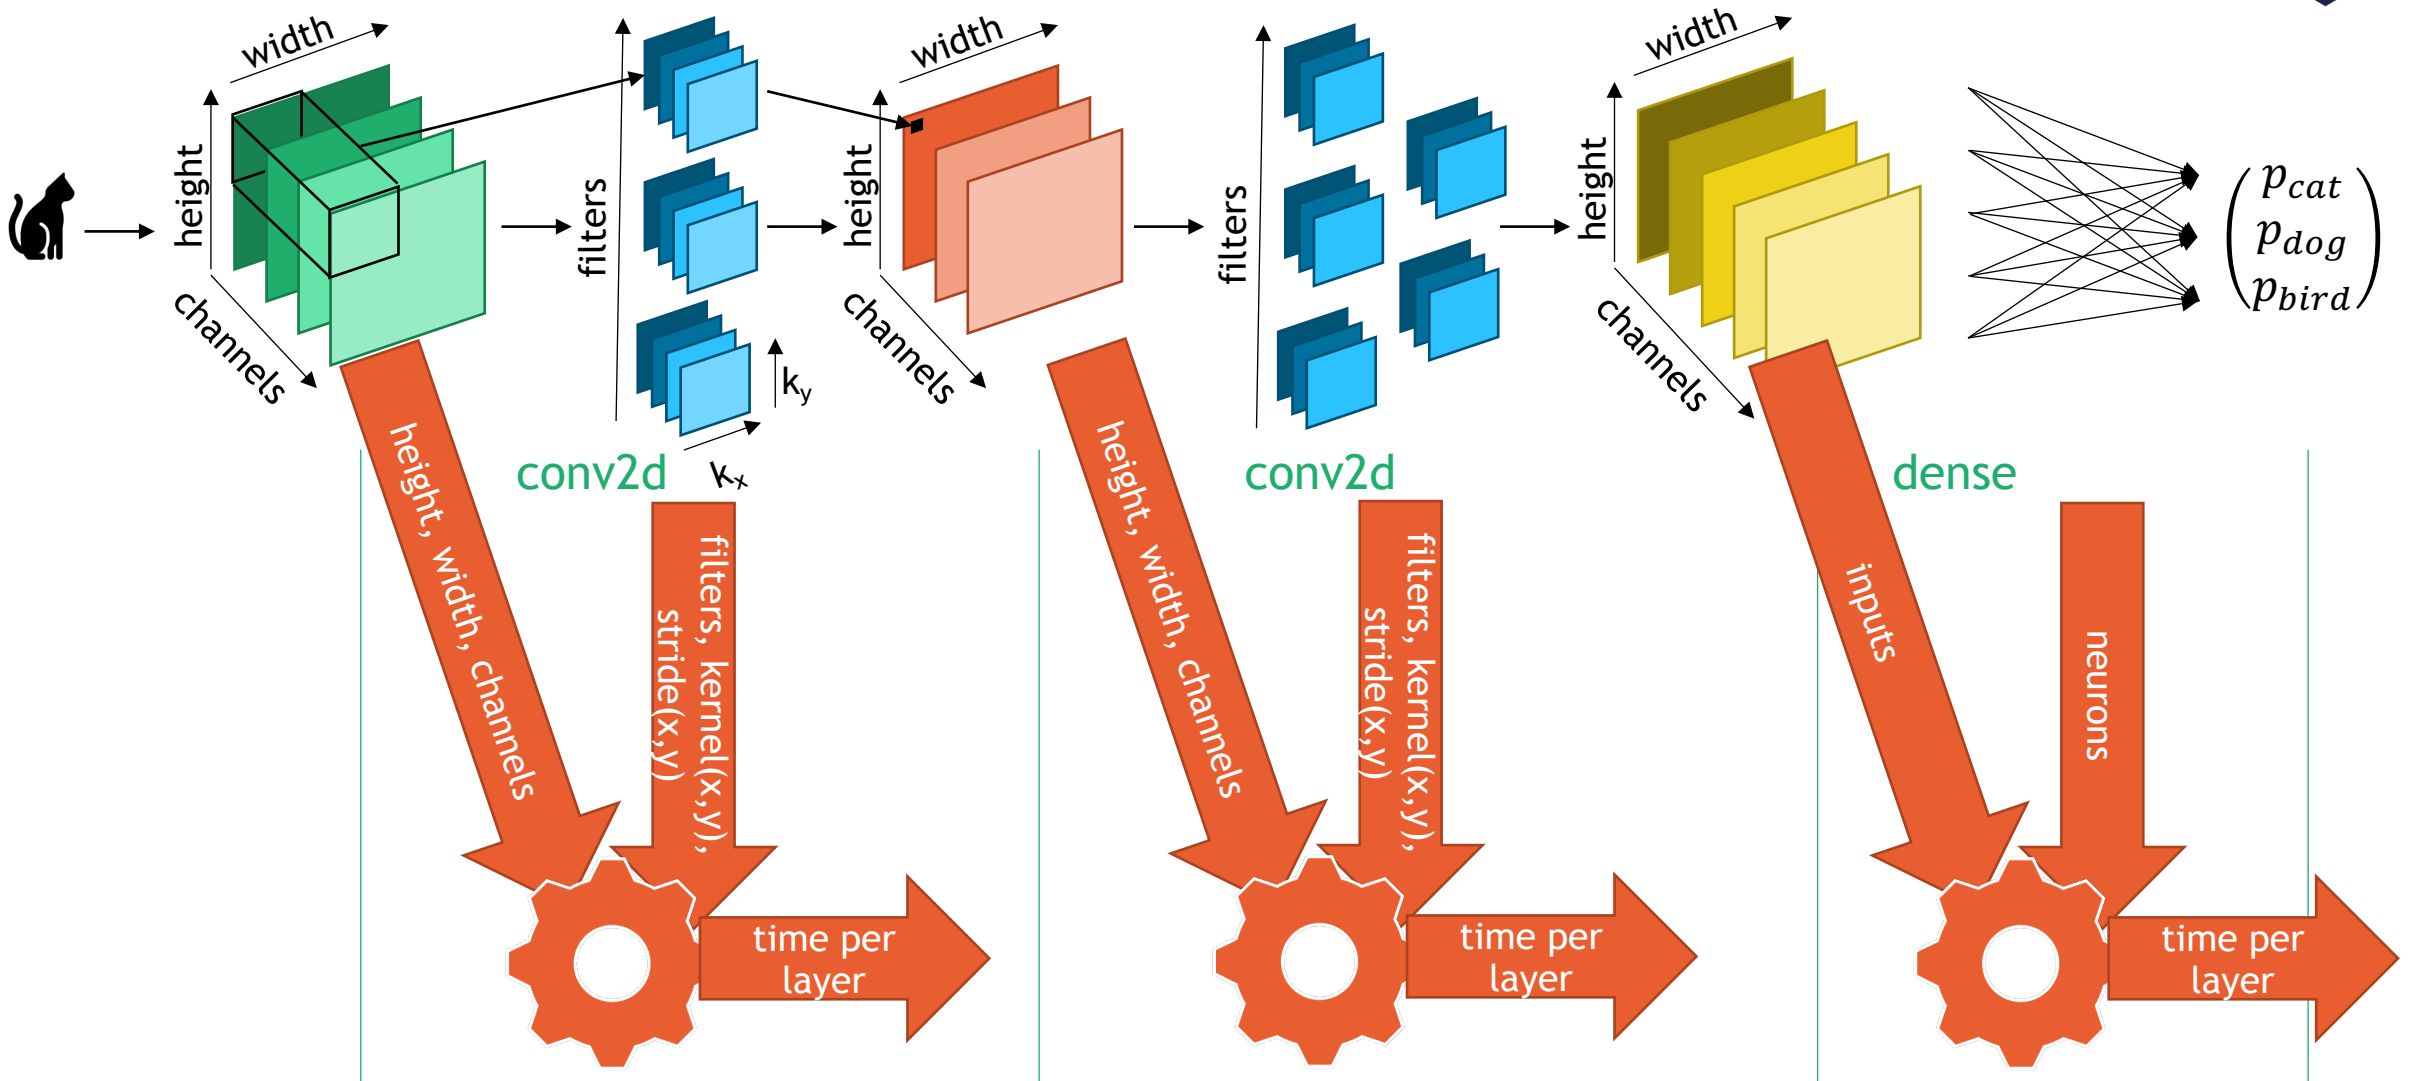 width
height
channels
filters
k_y
k_x
width
height
channels
filters
width
height
channels
p_cat
p_dog
p_bird
conv2d
conv2d
dense
height, width, channels
filters, kernel(x,y),
stride(x,y)
time per
layer
height, width, channels
filters, kernel(x,y),
stride(x,y)
time per
layer
inputs
neurons
time per
layer